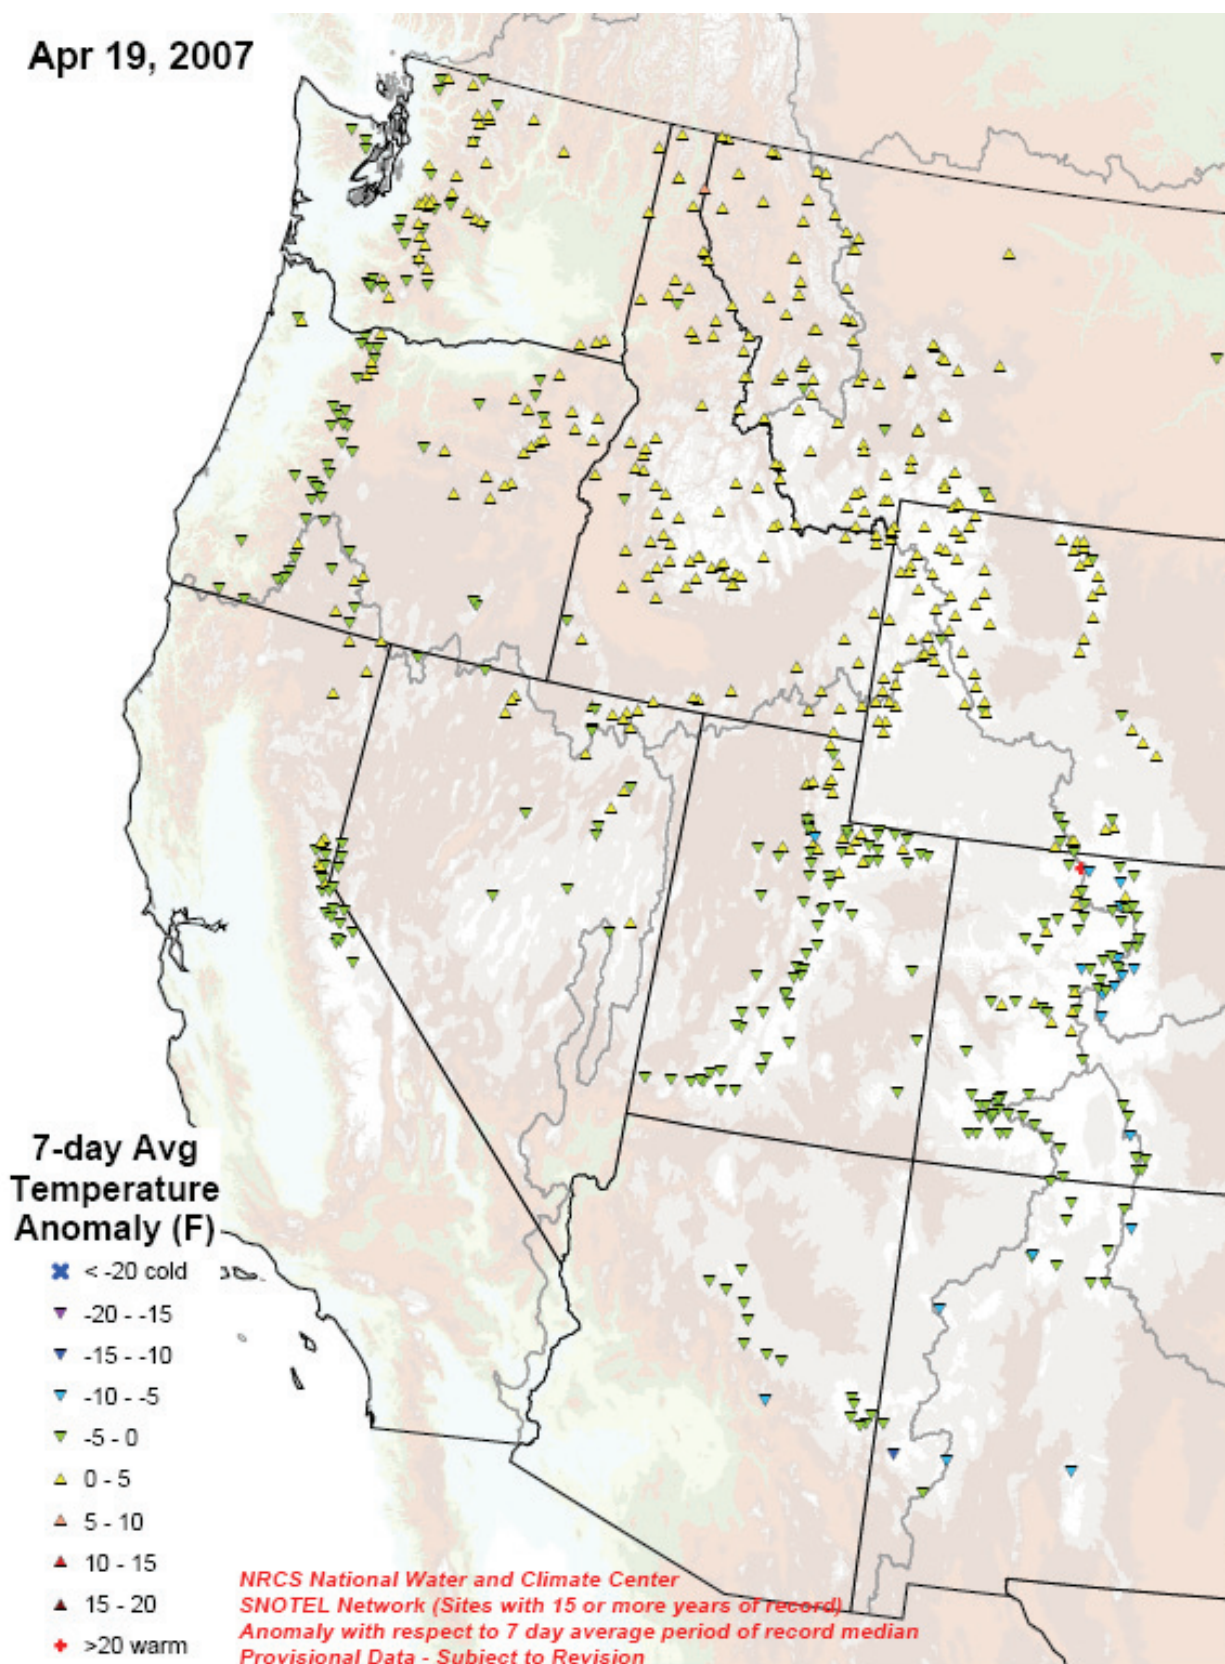 Apr 19, 2007
7-day Avg
Temperature
Anomaly (F)
< -20 cold
-20 - -15
-15 - -10
-10 - -5
-5 - 0
0 - 5
5 - 10
10 - 15
15 - 20
>20 warm
NRCS National Water and Climate Center
SNOTEL Network (Sites with 15 or more years of record)
Anomaly with respect to 7 day average period of record median
Provisional Data - Subject to Revision